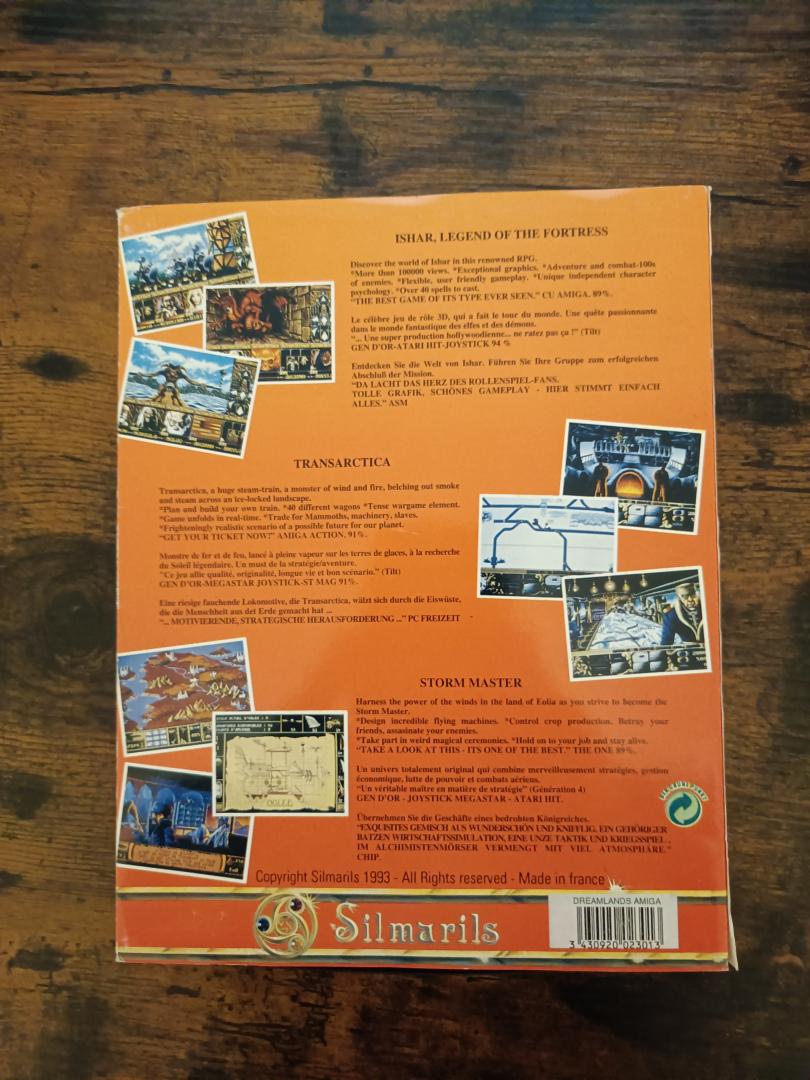 ISHAR, LEGEND OF THE FORTRESS
Discover the world of Ishar in this renowned RPG.
*More than 100000 views. *Exceptional graphics. *Adventure and combat-100s
of enemies. *Flexible, user friendly gameplay. *Unique independent character
psychology. *Over 40 spells to cast.
"THE BEST GAME OF ITS TYPE EVER SEEN." CU AMIGA. 89%.
Le célèbre jeu de rôle 3D, qui a fait le tour du monde. Une quête passionnante
dans le monde fantastique des elfes et des démons.
"... Une super production hollywoodienne... ne ratez pas ça !" (Tilt)
GEN D'OR-ATARI HIT-JOYSTICK 94 %
Entdecken Sie die Welt von Ishar. Führen Sie Ihre Gruppe zum erfolgreichen
Abschluß der Mission.
"DA LACHT DAS HERZ DES ROLLENSPIEL-FANS.
TOLLE GRAFIK, SCHÖNES GAMEPLAY - HIER STIMMT EINFACH
ALLES." ASM
TRANSARCTICA
Transarctica, a huge steam-train, a monster of wind and fire, belching out smoke
and steam across an ice-locked landscape.
*Plan and build your own train. *40 different wagons *Tense wargame element.
*Game unfolds in real-time. *Trade for Mammoths, machinery, slaves.
*Frighteningly realistic scenario of a possible future for our planet.
"GET YOUR TICKET NOW!" AMIGA ACTION. 91%.
Monstre de fer et de feu, lancé à pleine vapeur sur les terres de glaces, à la recherche
du Soleil légendaire. Un must de la stratégie/aventure.
"Ce jeu allie qualité, originalité, longue vie et bon scénario." (Tilt)
GEN D'OR-MEGASTAR JOYSTICK-ST MAG 91%.
Eine riesige fauchende Lokomotive, die Transarctica, wälzt sich durch die Eiswüste,
die die Menschheit aus det Erde gemacht hat ...
"... MOTIVIERENDE, STRATEGISCHE HERAUSFORDERUNG ..." PC FREIZEIT
STORM MASTER
Harness the power of the winds in the land of Eolia as you strive to become the
Storm Master.
*Design incredible flying machines. *Control crop production. Betray your
friends, assasinate your enemies.
*Take part in weird magical ceremonies. *Hold on to your job and stay alive.
"TAKE A LOOK AT THIS - ITS ONE OF THE BEST." THE ONE 89%.
Un univers totalement original qui combine merveilleusement stratégies, gestion
économique, lutte de pouvoir et combats aériens.
"Un véritable maître en matière de stratégie" (Génération 4)
GEN D'OR - JOYSTICK MEGASTAR - ATARI HIT.
Übernehmen Sie die Geschäfte eines bedrohten Königreiches.
"EXQUISITES GEMISCH AUS WUNDERSCHÖN UND KNIFFLIG, EIN GEHÖRIGER
BATZEN WIRTSCHAFTSSIMULATION, EINE UNZE TAKTIK UND KRIEGSSPIEL,
IM ALCHIMISTENMÖRSER VERMENGT MIT VIEL ATMOSPHÄRE."
CHIP.
DER GRÜNE PUNKT
Copyright Silmarils 1993 - All Rights reserved - Made in france
Silmarils
DREAMLANDS AMIGA
3 430920 023013